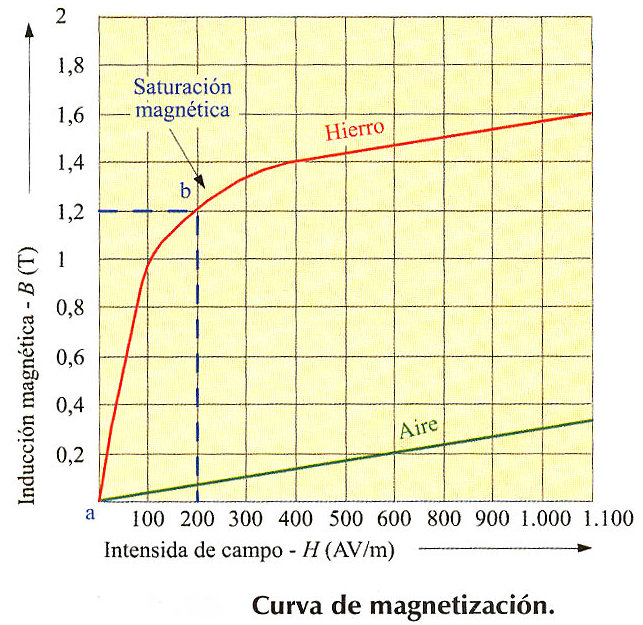 2
1,8
1,6
1,4
1,2
1
0,8
0,6
0,4
0,2
Inducción magnética - B (T)
Saturación
magnética
b
Hierro
Aire
a
100 200 300 400 500 600 700 800 900 1.000 1.100
Intensida de campo - H (AV/m)
Curva de magnetización.